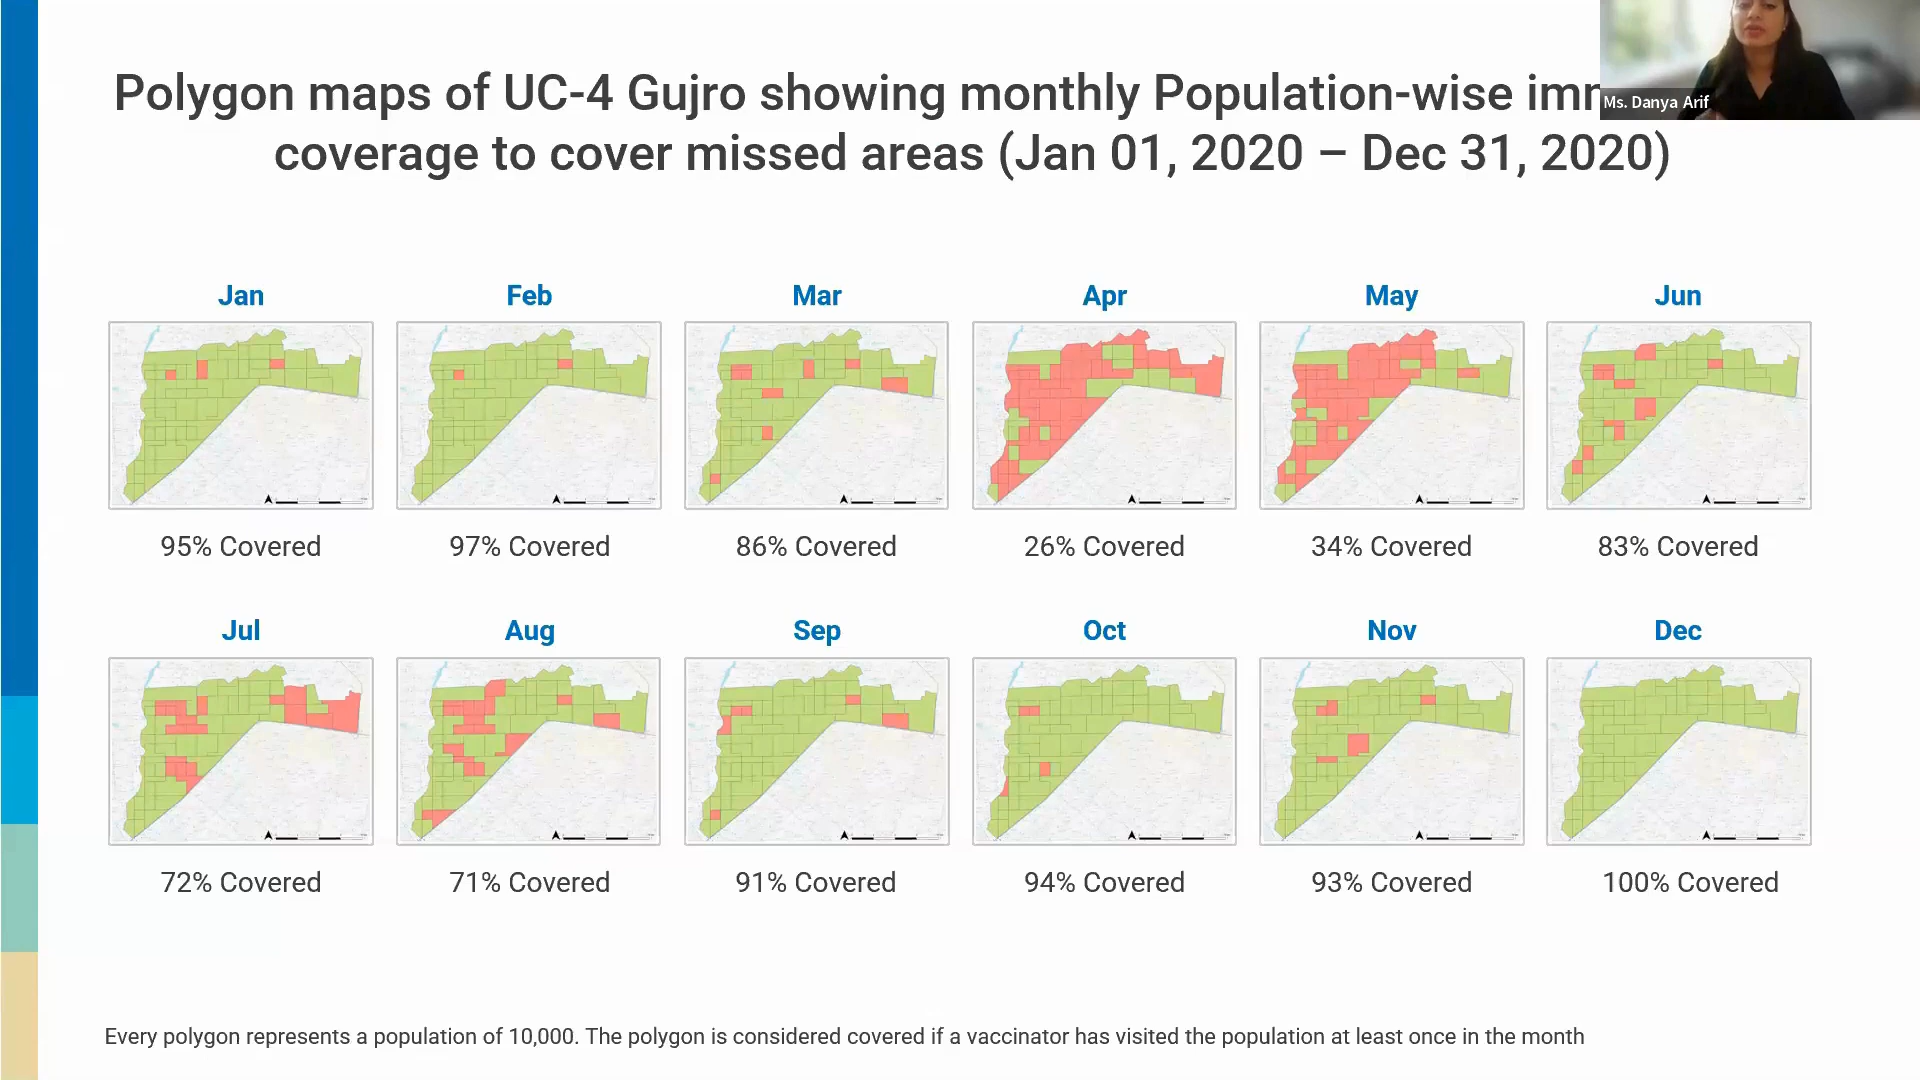 Polygon maps of UC-4 Gujro showing monthly Population-wise
Ms. Danya Arif
coverage to cover missed areas (Jan 01, 2020 – Dec 31, 2020)
Jan
Feb
Mar
Apr
May
Jun
95% Covered
97% Covered
86% Covered
26% Covered
34% Covered
83% Covered
Jul
Aug
Sep
Oct
Nov
Dec
72% Covered
71% Covered
91% Covered
94% Covered
93% Covered
100% Covered
Every polygon represents a population of 10,000. The polygon is considered covered if a vaccinator has visited the population at least once in the month